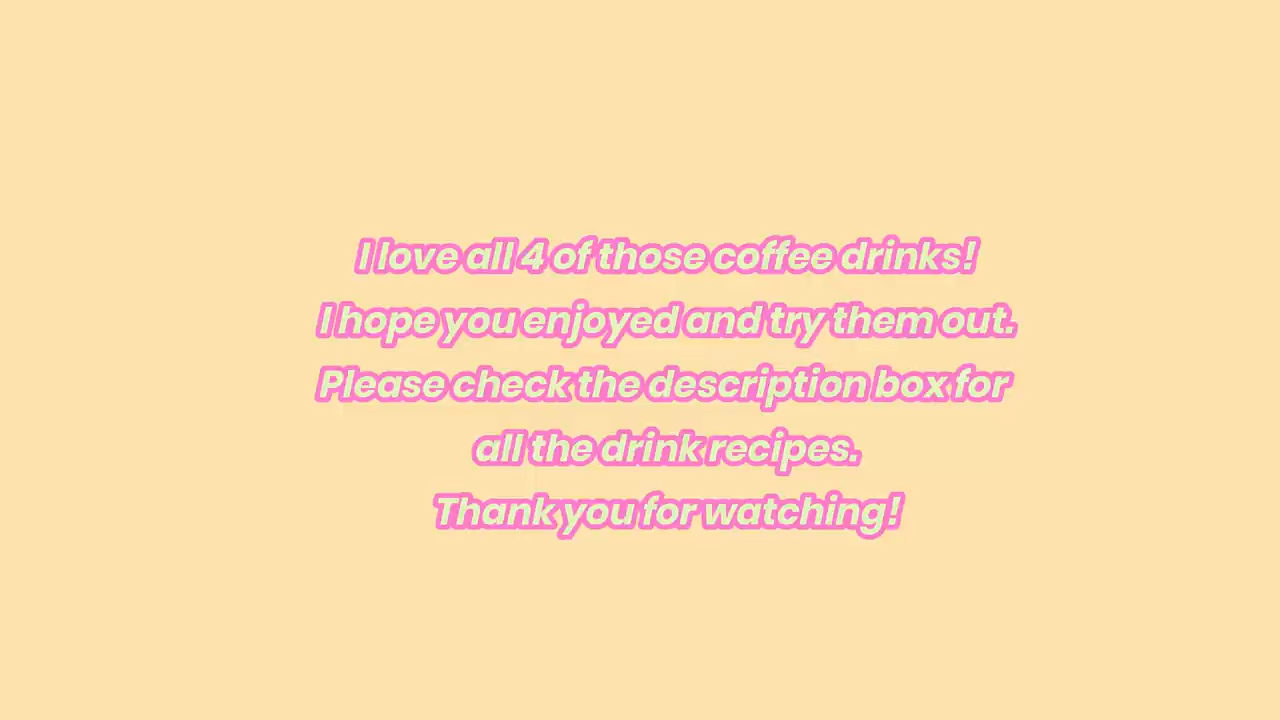 I love all 4 of those coffee drinks!
I hope you enjoyed and try them out.
Please check the description box for
all the drink recipes.
Thank you for watching!